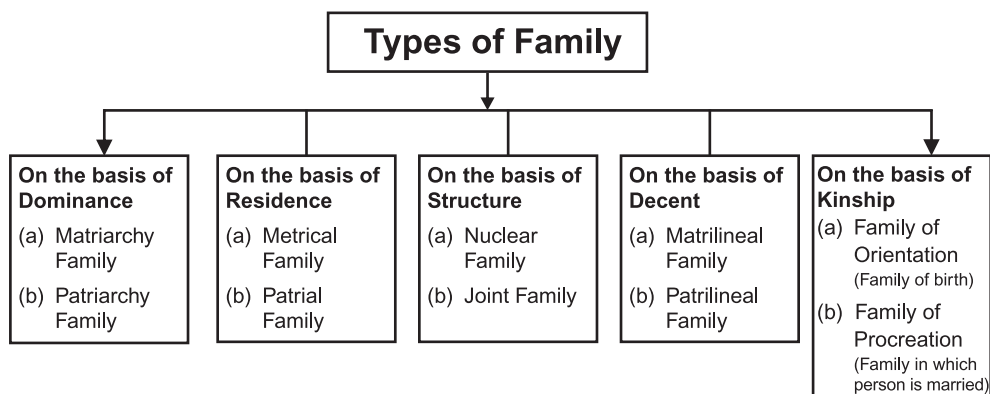 Types of Family
On the basis of
Dominance
(a) Matriarchy
Family
(b) Patriarchy
Family
On the basis of
Residence
(a) Metrical
Family
(b) Patrial
Family
On the basis of
Structure
(a) Nuclear
Family
(b) Joint Family
On the basis of
Decent
(a) Matrilineal
Family
(b) Patrilineal
Family
On the basis of
Kinship
(a) Family of
Orientation
(Family of birth)
(b) Family of
Procreation
(Family in which
person is married)